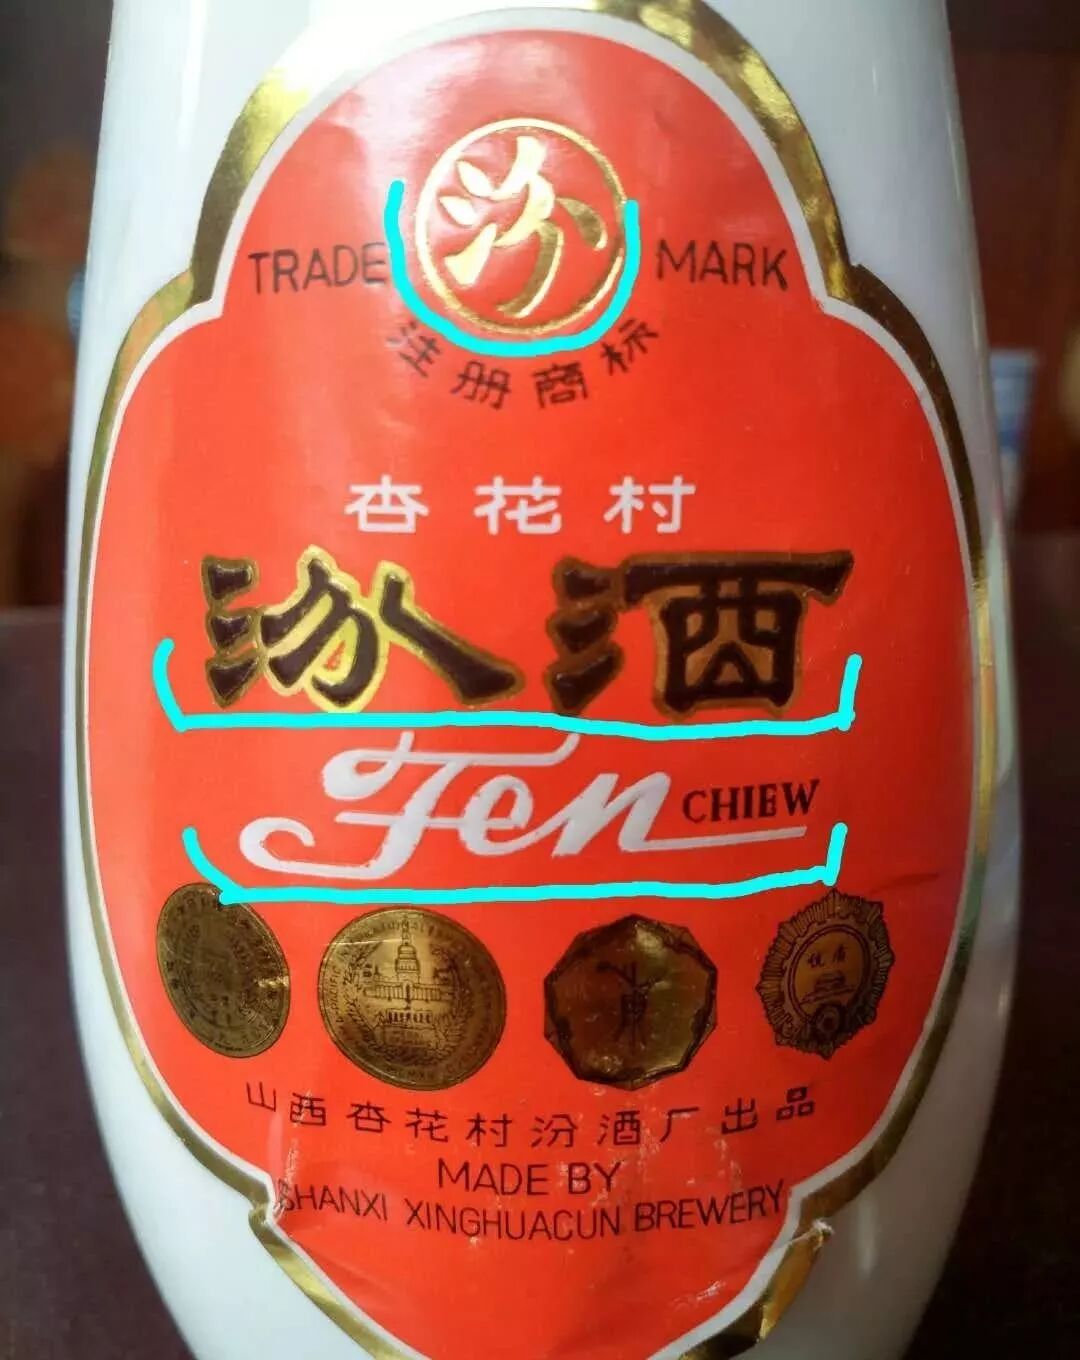 汾
TRADE MARK
注册商标
杏花村
汾酒
Fen CHIEW
山西杏花村汾酒厂出品
MADE BY
SHANXI XINGHUACUN BREWERY